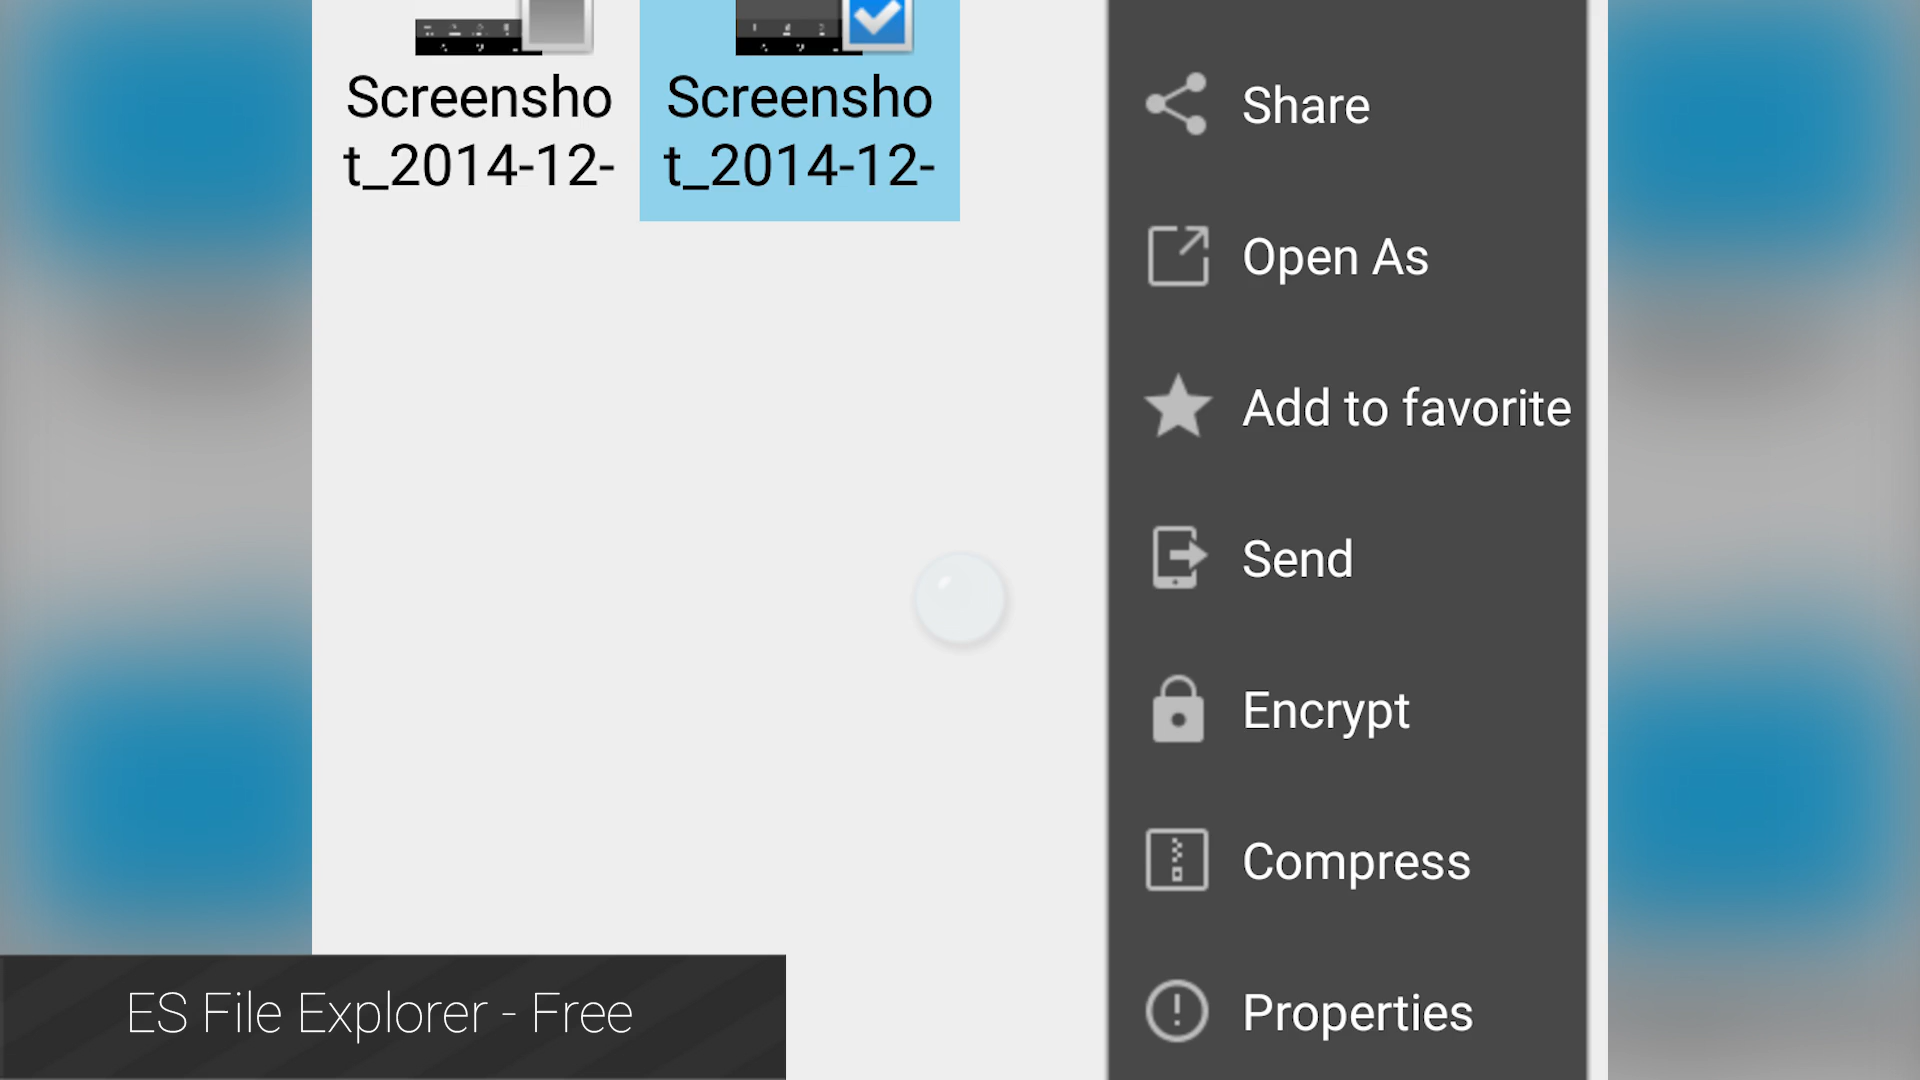 Screensho
t_2014-12-
Screensho
t_2014-12-
Share
Open As
Add to favorite
Send
Encrypt
Compress
Properties
ES File Explorer - Free